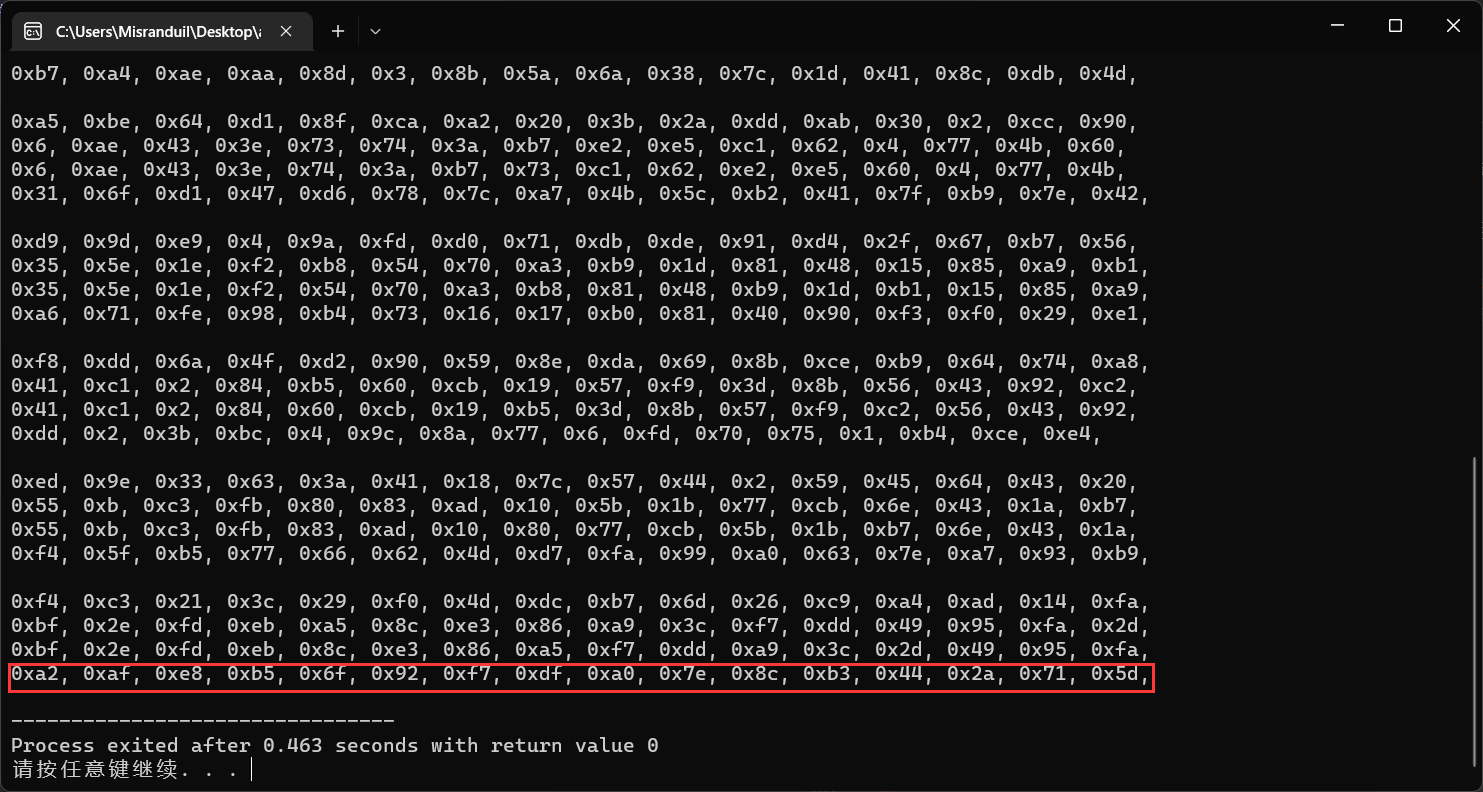 C:\Users\Misranduil\Desktop\a
0xb7, 0xa4, 0xae, 0xaa, 0x8d, 0x3, 0x8b, 0x5a, 0x6a, 0x38, 0x7c, 0x1d, 0x41, 0x8c, 0xdb, 0x4d,
0xa5, 0xbe, 0x64, 0xd1, 0x8f, 0xca, 0xa2, 0x20, 0x3b, 0x2a, 0xdd, 0xab, 0x30, 0x2, 0xcc, 0x90,
0x6, 0xae, 0x43, 0x3e, 0x73, 0x74, 0x3a, 0xb7, 0xe2, 0xe5, 0xc1, 0x62, 0x4, 0x77, 0x4b, 0x60,
0x6, 0xae, 0x43, 0x3e, 0x74, 0x3a, 0xb7, 0x73, 0xc1, 0x62, 0xe2, 0xe5, 0x60, 0x4, 0x77, 0x4b,
0x31, 0x6f, 0xd1, 0x47, 0xd6, 0x78, 0x7c, 0xa7, 0x4b, 0x5c, 0xb2, 0x41, 0x7f, 0xb9, 0x7e, 0x42,
0xd9, 0x9d, 0xe9, 0x4, 0x9a, 0xfd, 0xd0, 0x71, 0xdb, 0xde, 0x91, 0xd4, 0x2f, 0x67, 0xb7, 0x56,
0x35, 0x5e, 0x1e, 0xf2, 0xb8, 0x54, 0x70, 0xa3, 0xb9, 0x1d, 0x81, 0x48, 0x15, 0x85, 0xa9, 0xb1,
0x35, 0x5e, 0x1e, 0xf2, 0x54, 0x70, 0xa3, 0xb8, 0x81, 0x48, 0xb9, 0x1d, 0xb1, 0x15, 0x85, 0xa9,
0xa6, 0x71, 0xfe, 0x98, 0xb4, 0x73, 0x16, 0x17, 0xb0, 0x81, 0x40, 0x90, 0xf3, 0xf0, 0x29, 0xe1,
0xf8, 0xdd, 0x6a, 0x4f, 0xd2, 0x90, 0x59, 0x8e, 0xda, 0x69, 0x8b, 0xce, 0xb9, 0x64, 0x74, 0xa8,
0x41, 0xc1, 0x2, 0x84, 0xb5, 0x60, 0xcb, 0x19, 0x57, 0xf9, 0x3d, 0x8b, 0x56, 0x43, 0x92, 0xc2,
0x41, 0xc1, 0x2, 0x84, 0x60, 0xcb, 0x19, 0xb5, 0x3d, 0x8b, 0x57, 0xf9, 0xc2, 0x56, 0x43, 0x92,
0xdd, 0x2, 0x3b, 0xbc, 0x4, 0x9c, 0x8a, 0x77, 0x6, 0xfd, 0x70, 0x75, 0x1, 0xb4, 0xce, 0xe4,
0xed, 0x9e, 0x33, 0x63, 0x3a, 0x41, 0x18, 0x7c, 0x57, 0x44, 0x2, 0x59, 0x45, 0x64, 0x43, 0x20,
0x55, 0xb, 0xc3, 0xfb, 0x80, 0x83, 0xad, 0x10, 0x5b, 0x1b, 0x77, 0xcb, 0x6e, 0x43, 0x1a, 0xb7,
0x55, 0xb, 0xc3, 0xfb, 0x83, 0xad, 0x10, 0x80, 0x77, 0xcb, 0x5b, 0x1b, 0xb7, 0x6e, 0x43, 0x1a,
0xf4, 0x5f, 0xb5, 0x77, 0x66, 0x62, 0x4d, 0xd7, 0xfa, 0x99, 0xa0, 0x63, 0x7e, 0xa7, 0x93, 0xb9,
0xf4, 0xc3, 0x21, 0x3c, 0x29, 0xf0, 0x4d, 0xdc, 0xb7, 0x6d, 0x26, 0xc9, 0xa4, 0xad, 0x14, 0xfa,
0xbf, 0x2e, 0xfd, 0xeb, 0xa5, 0x8c, 0xe3, 0x86, 0xa9, 0x3c, 0xf7, 0xdd, 0x49, 0x95, 0xfa, 0x2d,
0xbf, 0x2e, 0xfd, 0xeb, 0x8c, 0xe3, 0x86, 0xa5, 0xf7, 0xdd, 0xa9, 0x3c, 0x2d, 0x49, 0x95, 0xfa,
0xa2, 0xaf, 0xe8, 0xb5, 0x6f, 0x92, 0xf7, 0xdf, 0xa0, 0x7e, 0x8c, 0xb3, 0x44, 0x2a, 0x71, 0x5d,
--------------------------------
Process exited after 0.463 seconds with return value 0
请按任意键继续. . .